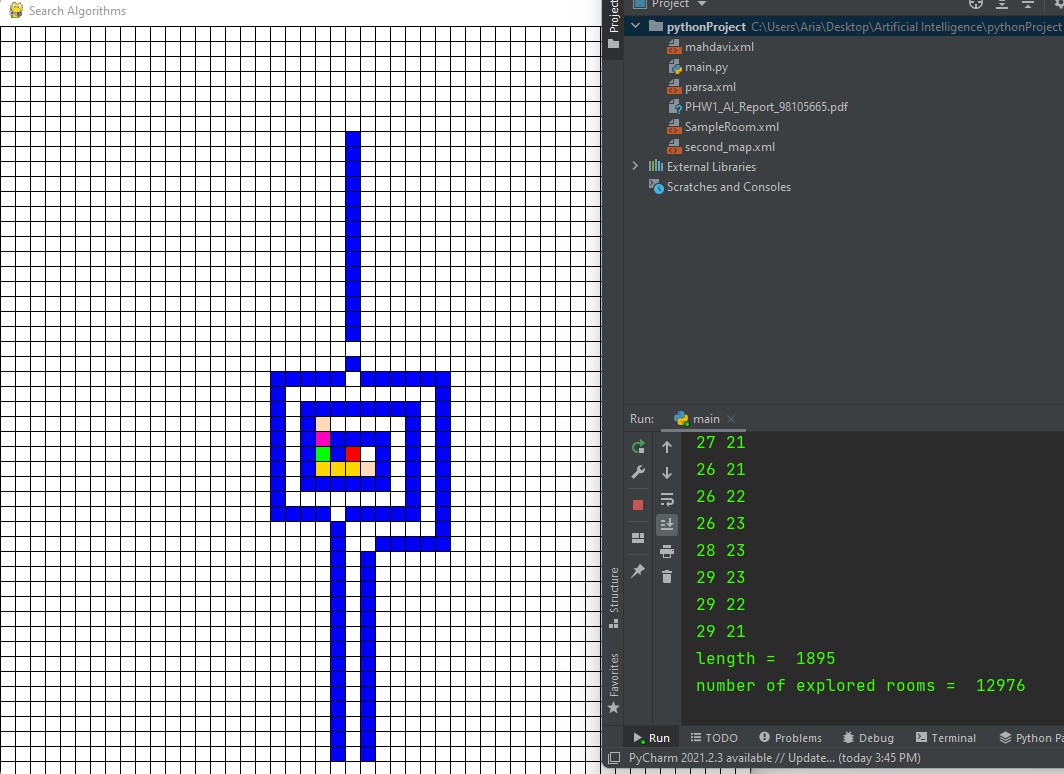 Search Algorithms
Project
Project
pythonProject C:\Users\Aria\Desktop\Artificial Intelligence\pythonProject
mahdavi.xml
main.py
parsa.xml
PHW1_AI_Report_98105665.pdf
SampleRoom.xml
second_map.xml
External Libraries
Scratches and Consoles
Run: main
27 21
26 21
26 22
26 23
28 23
29 23
29 22
29 21
length = 1895
number of explored rooms = 12976
Structure
Favorites
Run TODO Problems Debug Terminal Python Pa
PyCharm 2021.2.3 available // Update... (today 3:45 PM)